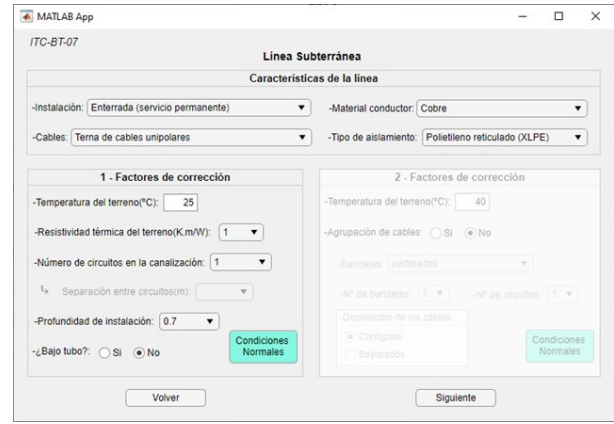 MATLAB App
ITC-BT-07
Línea Subterránea
Características de la línea
-Instalación: Enterrada (servicio permanente)
-Material conductor: Cobre
-Cables: Terna de cables unipolares
-Tipo de aislamiento: Polietileno reticulado (XLPE)
1 - Factores de corrección
-Temperatura del terreno(ºC): 25
-Resistividad térmica del terreno(K.m/W): 1
-Número de circuitos en la canalización: 1
Separación entre circuitos(m):
-Profundidad de instalación: 0.7
-¿Bajo tubo?: Si No
Condiciones
Normales
2 - Factores de corrección
-Temperatura del terreno(ºC): 40
-Agrupación de cables: Si No
-Bandejas: perforadas
-Nº de bandejas: 1 -Nº de circuitos: 1
-Disposición de los cables:
Contiguos
Separados
Condiciones
Normales
Volver
Siguiente